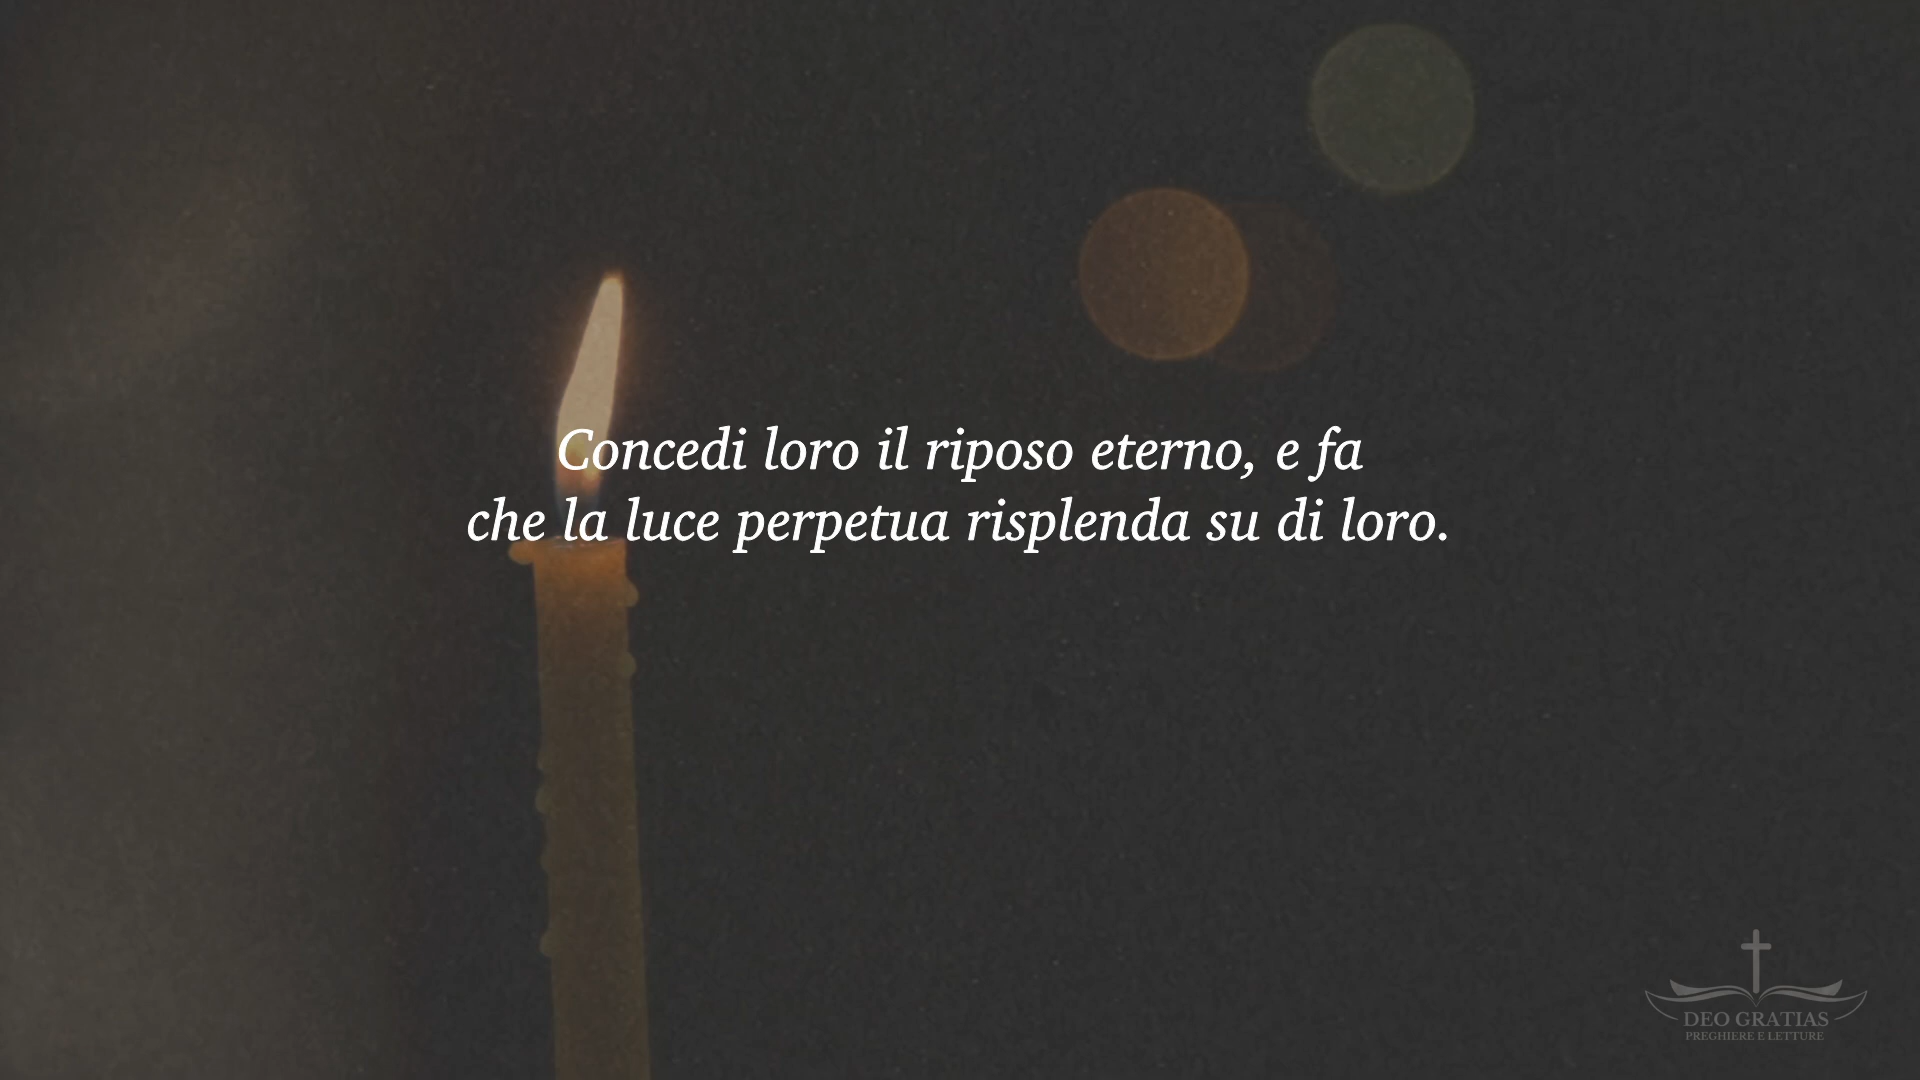 Concedi loro il riposo eterno, e fa
che la luce perpetua risplenda su di loro.
DEO GRATIAS
PREGHIERE E LETTURE